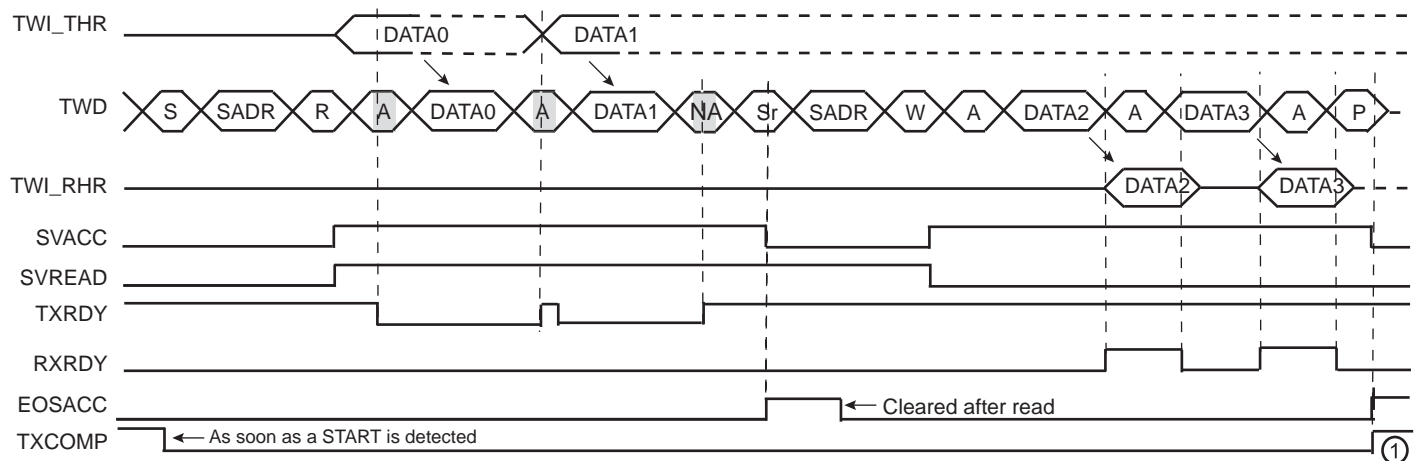 TWI_THR DATA0 DATA1
TWD S SADR R A DATA0 A DATA1 NA Sr SADR W A DATA2 A DATA3 A P
TWI_RHR DATA2 DATA3
SVACC
SVREAD
TXRDY
RXRDY
EOSACC Cleared after read
TXCOMP As soon as a START is detected 1